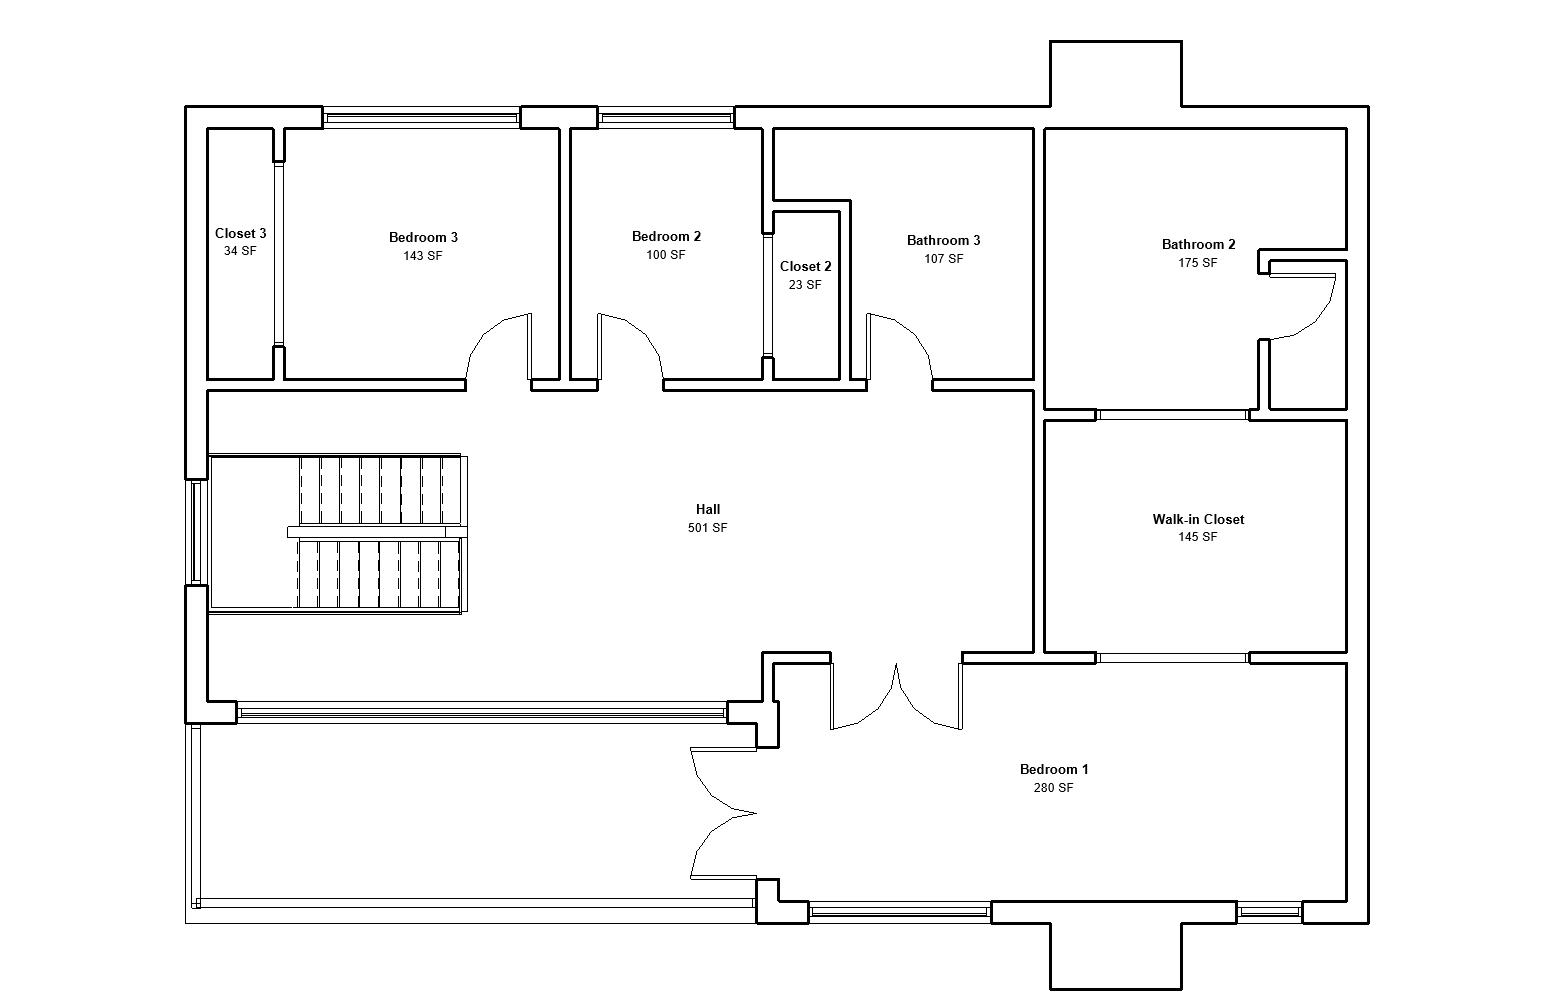 Closet 3
34 SF
Bedroom 3
143 SF
Bedroom 2
100 SF
Closet 2
23 SF
Bathroom 3
107 SF
Bathroom 2
175 SF
Hall
501 SF
Walk-in Closet
145 SF
Bedroom 1
280 SF